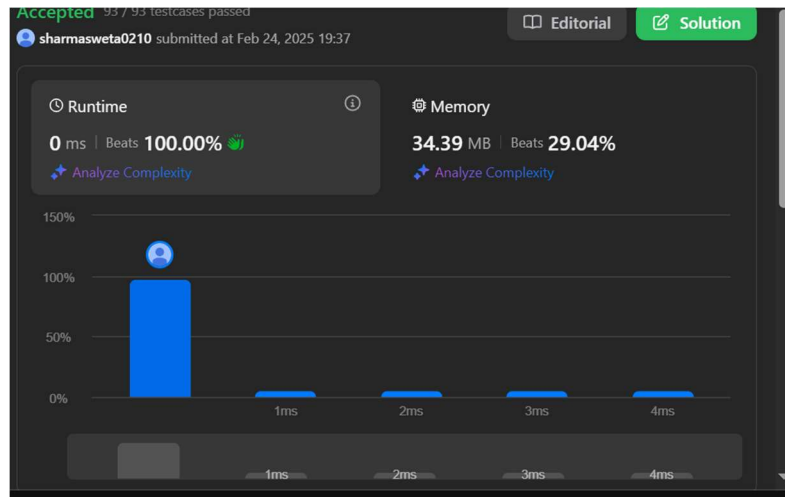 Accepted 93 / 93 testcases passed
sharmasweta0210 submitted at Feb 24, 2025 19:37
Editorial
Solution
Runtime
0 ms | Beats 100.00%
Analyze Complexity
Memory
34.39 MB | Beats 29.04%
Analyze Complexity
150%
100%
50%
0%
1ms 2ms 3ms 4ms
1ms 2ms 3ms 4ms